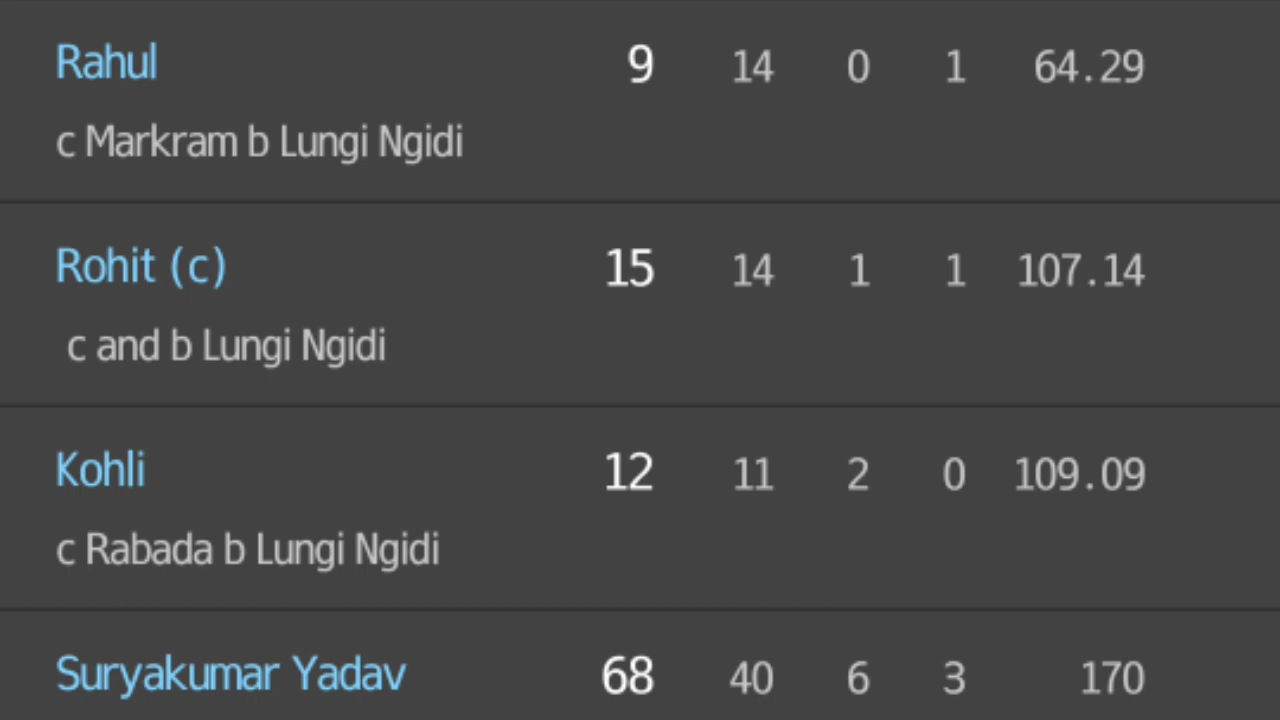 Rahul 9 14 0 1 64.29
c Markram b Lungi Ngidi
Rohit (c) 15 14 1 1 107.14
c and b Lungi Ngidi
Kohli 12 11 2 0 109.09
c Rabada b Lungi Ngidi
Suryakumar Yadav 68 40 6 3 170